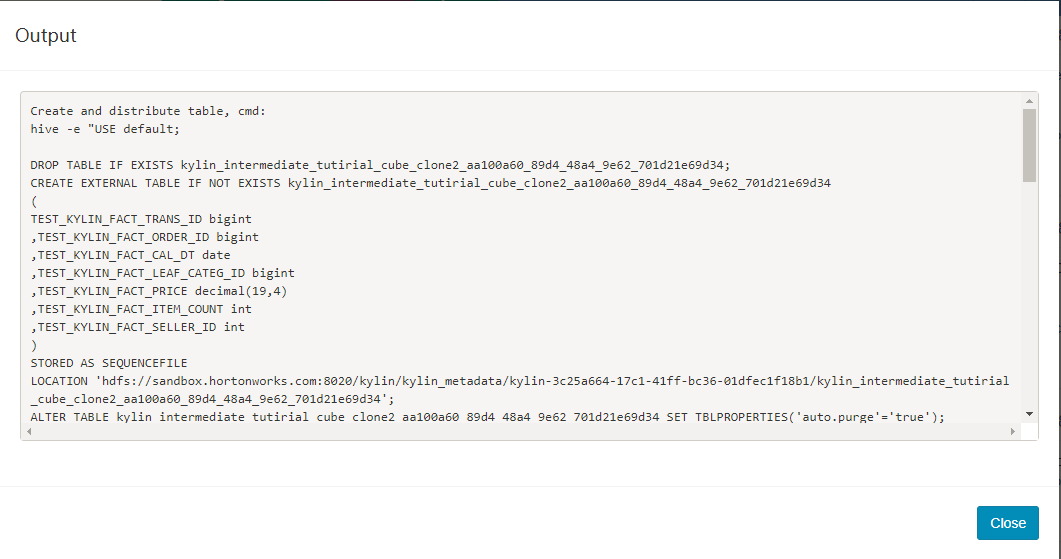 Output
Create and distribute table, cmd:
hive -e "USE default;
DROP TABLE IF EXISTS kylin_intermediate_tutirial_cube_clone2_aa100a60_89d4_48a4_9e62_701d21e69d34;
CREATE EXTERNAL TABLE IF NOT EXISTS kylin_intermediate_tutirial_cube_clone2_aa100a60_89d4_48a4_9e62_701d21e69d34
(
TEST_KYLIN_FACT_TRANS_ID bigint
,TEST_KYLIN_FACT_ORDER_ID bigint
,TEST_KYLIN_FACT_CAL_DT date
,TEST_KYLIN_FACT_LEAF_CATEG_ID bigint
,TEST_KYLIN_FACT_PRICE decimal(19,4)
,TEST_KYLIN_FACT_ITEM_COUNT int
,TEST_KYLIN_FACT_SELLER_ID int
)
STORED AS SEQUENCEFILE
LOCATION 'hdfs://sandbox.hortonworks.com:8020/kylin/kylin_metadata/kylin-3c25a664-17c1-41ff-bc36-01dfec1f18b1/kylin_intermediate_tutirial
_cube_clone2_aa100a60_89d4_48a4_9e62_701d21e69d34';
ALTER TABLE kylin_intermediate_tutirial_cube_clone2_aa100a60_89d4_48a4_9e62_701d21e69d34 SET TBLPROPERTIES('auto.purge'='true');
Close